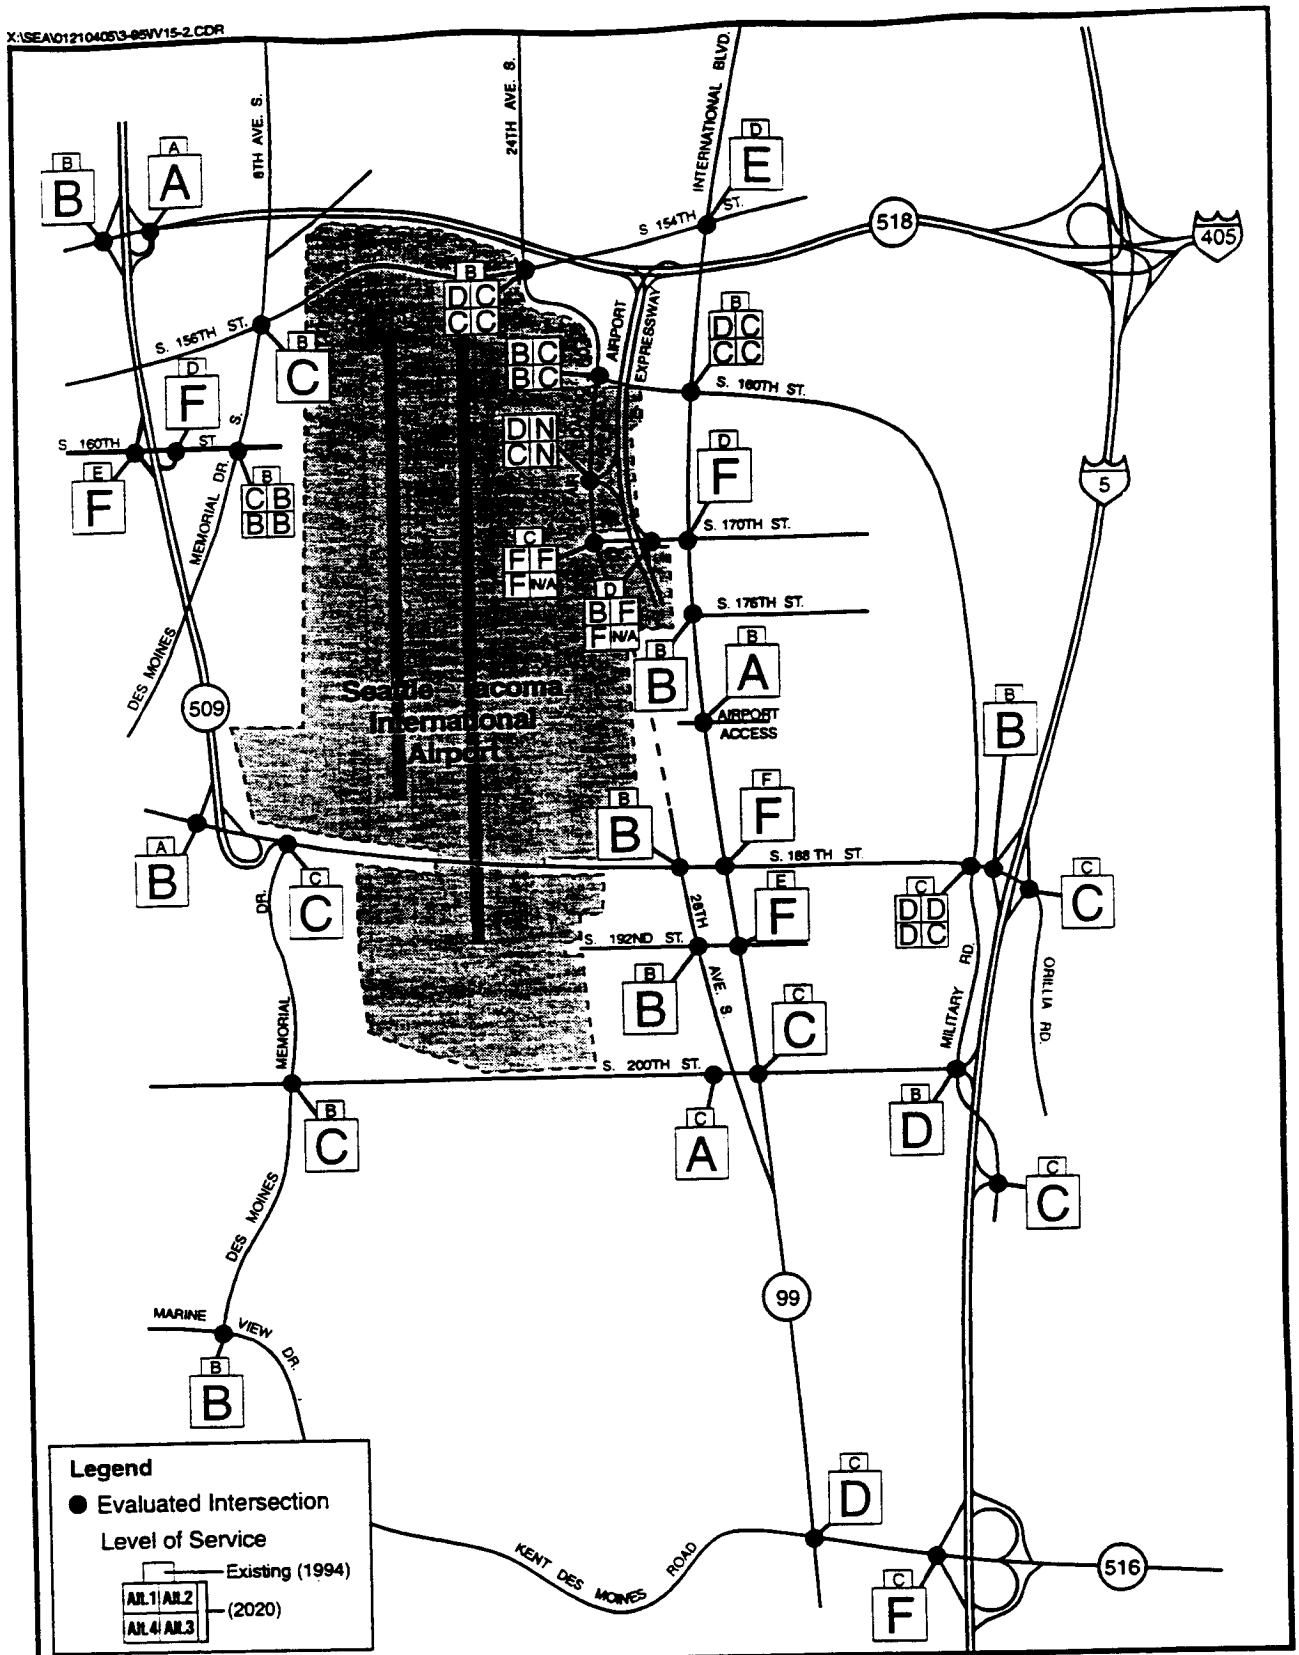 X:\SEA\01210405\3-95\IV15-2.CDR
8TH AVE. S.
24TH AVE. S.
INTERNATIONAL BLVD.
B
B
A
A
D
E
S 154TH ST.
518
405
B
D C
C C
AIRPORT
EXPRESSWAY
B
D C
C C
S. 156TH ST.
B
C
B C
B C
S. 160TH ST.
D
F
S 160TH ST
E
F
MEMORIAL DR. S.
B
C B
B B
D N
C N
D
F
5
S. 170TH ST.
C
F F
F N/A
D
B F
F N/A
S. 176TH ST.
B
B
B
A
AIRPORT
ACCESS
DES MOINES
509
Seattle - Tacoma
International
Airport
B
B
B
B
F
F
A
B
S. 188 TH ST.
C
C
DR.
C
D D
D C
C
C
28TH
E
F
S. 192ND ST.
B
B
AVE. S
RD.
ORILLIA RD.
MILITARY
MEMORIAL
C
C
S. 200TH ST.
B
C
C
A
B
D
C
C
DES MOINES
99
MARINE VIEW DR.
B
B
C
D
KENT DES MOINES ROAD
C
F
516
Legend
Evaluated Intersection
Level of Service
Existing (1994)
Alt.1 Alt.2
(2020)
Alt.4 Alt.3